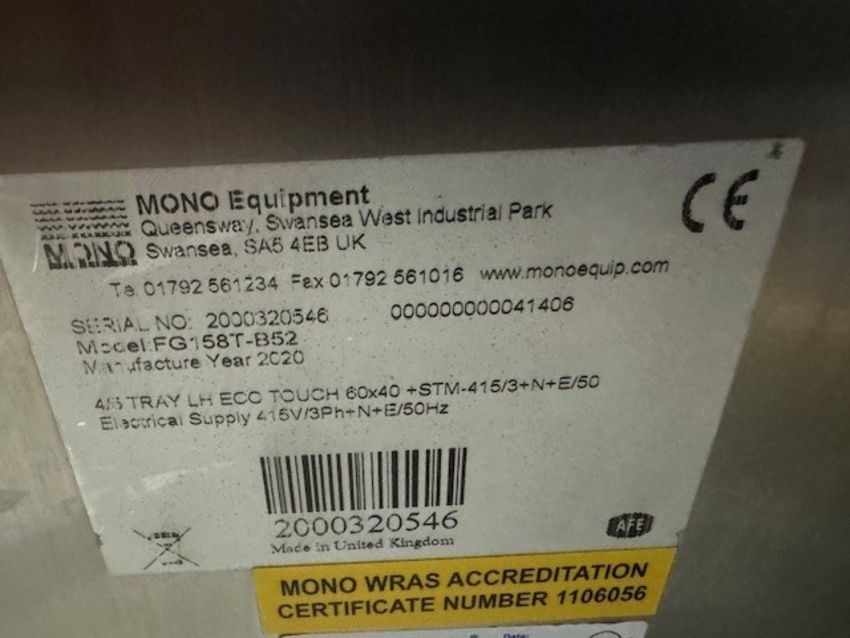 MONO Equipment
Queensway, Swansea West Industrial Park
MONO Swansea, SA5 4EB UK
Tel 01792 561234 Fax 01792 561016 www.monoequip.com
CE
SERIAL NO: 2000320546 000000000041406
Model FG158T-B52
Manufacture Year 2020
4/5 TRAY LH ECO TOUCH 60x40 +STM-415/3+N+E/50
Electrical Supply 415V/3Ph+N+E/50Hz
2000320546
Made in United Kingdom
AFE
MONO WRAS ACCREDITATION
CERTIFICATE NUMBER 1106056
Date: